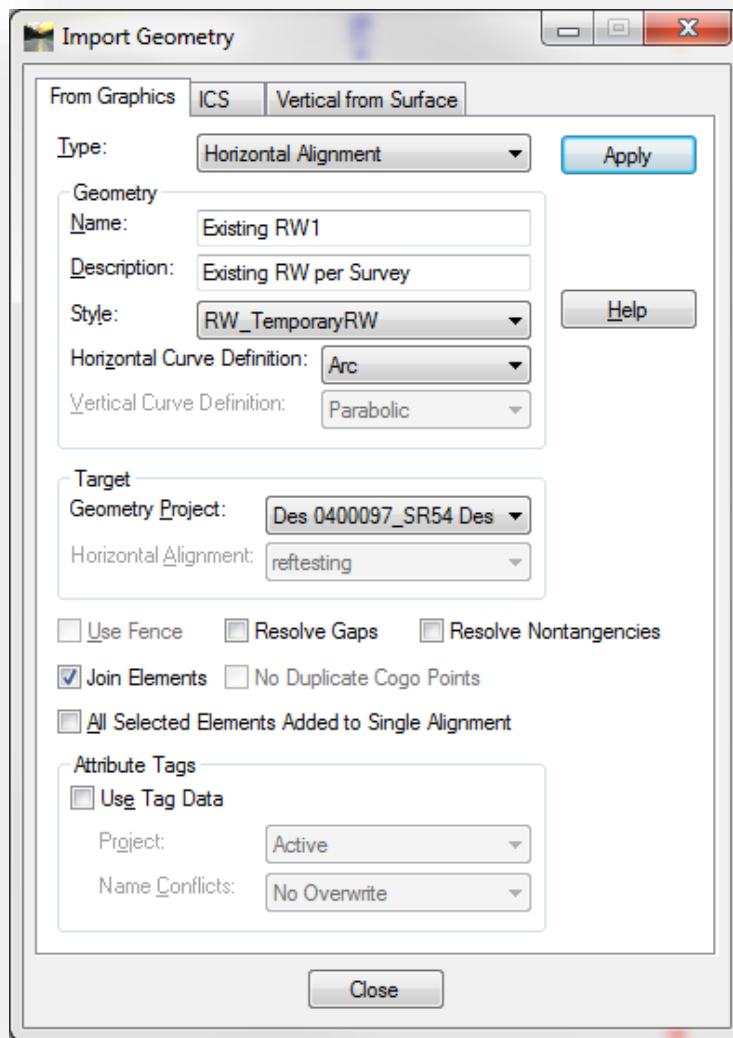 Import Geometry
From Graphics ICS Vertical from Surface
Type: Horizontal Alignment Apply
Geometry
Name: Existing RW1
Description: Existing RW per Survey
Style: RW_TemporaryRW Help
Horizontal Curve Definition: Arc
Vertical Curve Definition: Parabolic
Target
Geometry Project: Des 0400097_SR54 Des
Horizontal Alignment: reftesting
Use Fence Resolve Gaps Resolve Nontangencies
Join Elements No Duplicate Cogo Points
All Selected Elements Added to Single Alignment
Attribute Tags
Use Tag Data
Project: Active
Name Conflicts: No Overwrite
Close